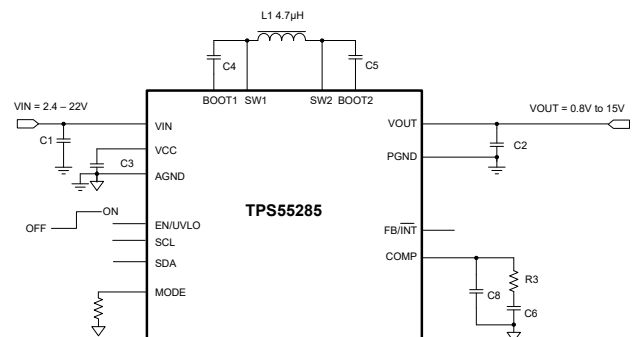 L1 4.7µH
C4
C5
BOOT1 SW1 SW2 BOOT2
VIN = 2.4 – 22V
VOUT = 0.8V to 15V
VIN
VOUT
C1
C2
VCC
C3
PGND
AGND
TPS55285
ON
OFF
EN/UVLO
FB/INT
SCL
COMP
SDA
R3
C8
MODE
C6